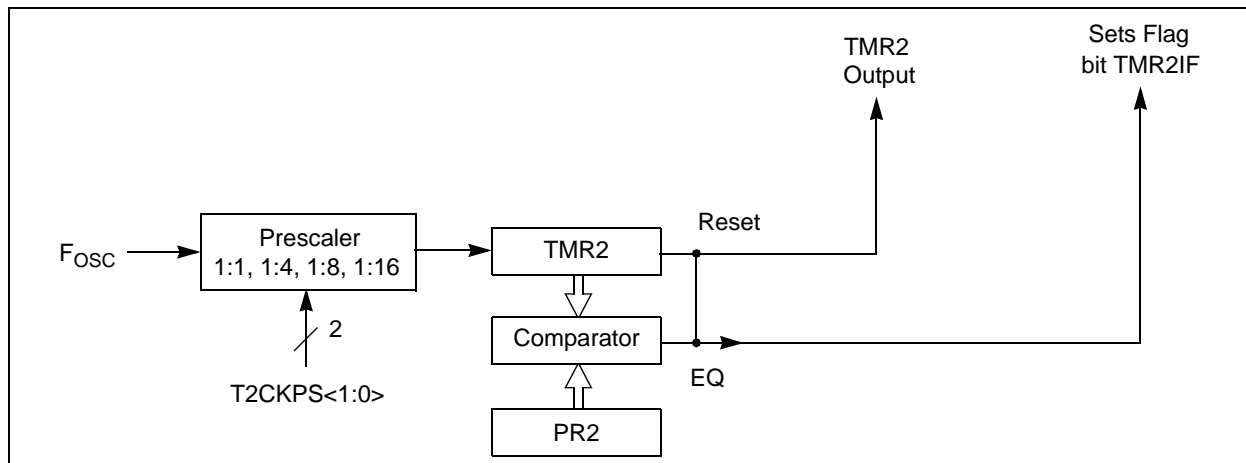 TMR2
Output
Sets Flag
bit TMR2IF
Reset
FOSC
Prescaler
1:1, 1:4, 1:8, 1:16
TMR2
2
Comparator
EQ
T2CKPS<1:0>
PR2